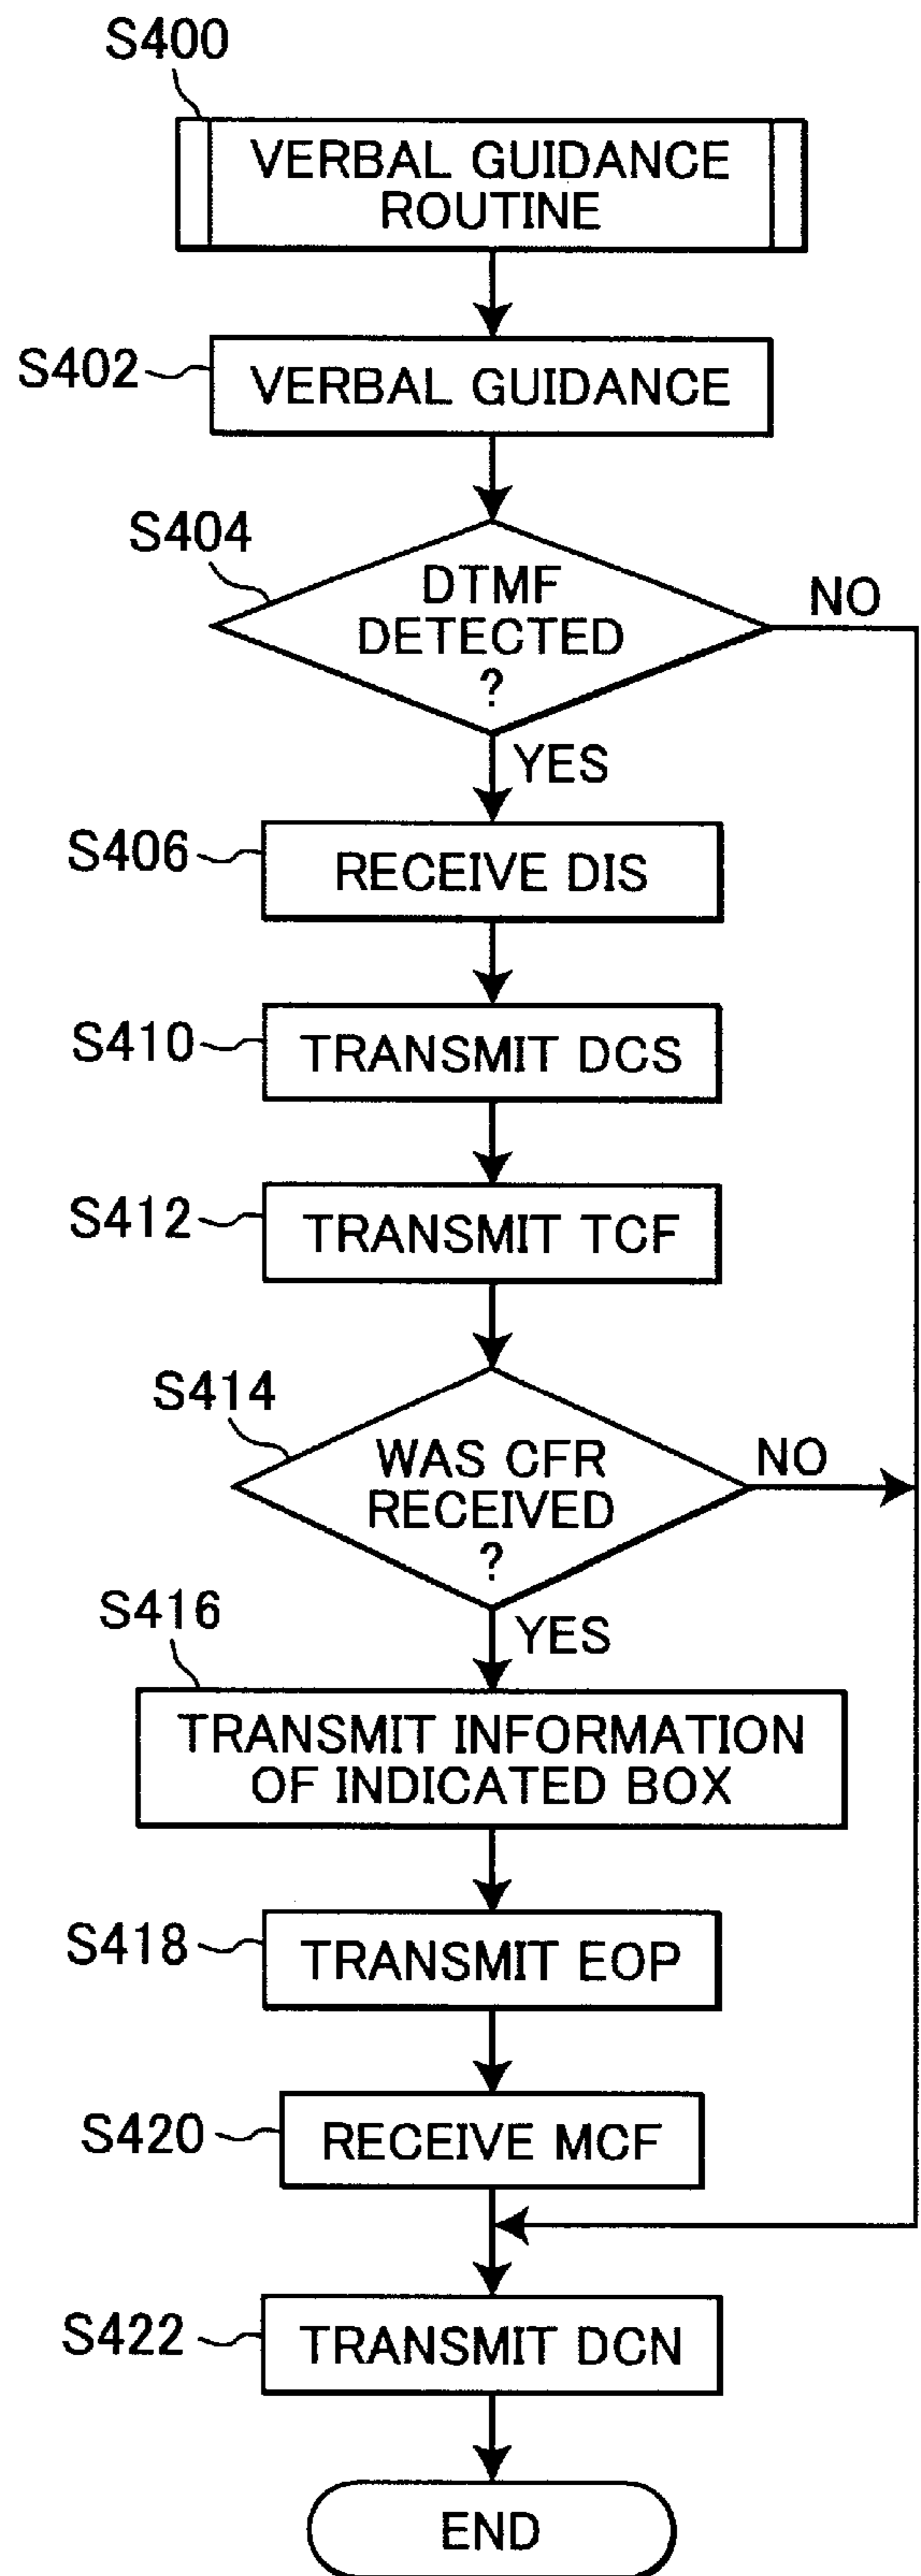 S400
VERBAL GUIDANCE
ROUTINE
S402
VERBAL GUIDANCE
S404
DTMF
DETECTED
?
NO
YES
S406
RECEIVE DIS
S410
TRANSMIT DCS
S412
TRANSMIT TCF
S414
WAS CFR
RECEIVED
?
NO
YES
S416
TRANSMIT INFORMATION
OF INDICATED BOX
S418
TRANSMIT EOP
S420
RECEIVE MCF
S422
TRANSMIT DCN
END